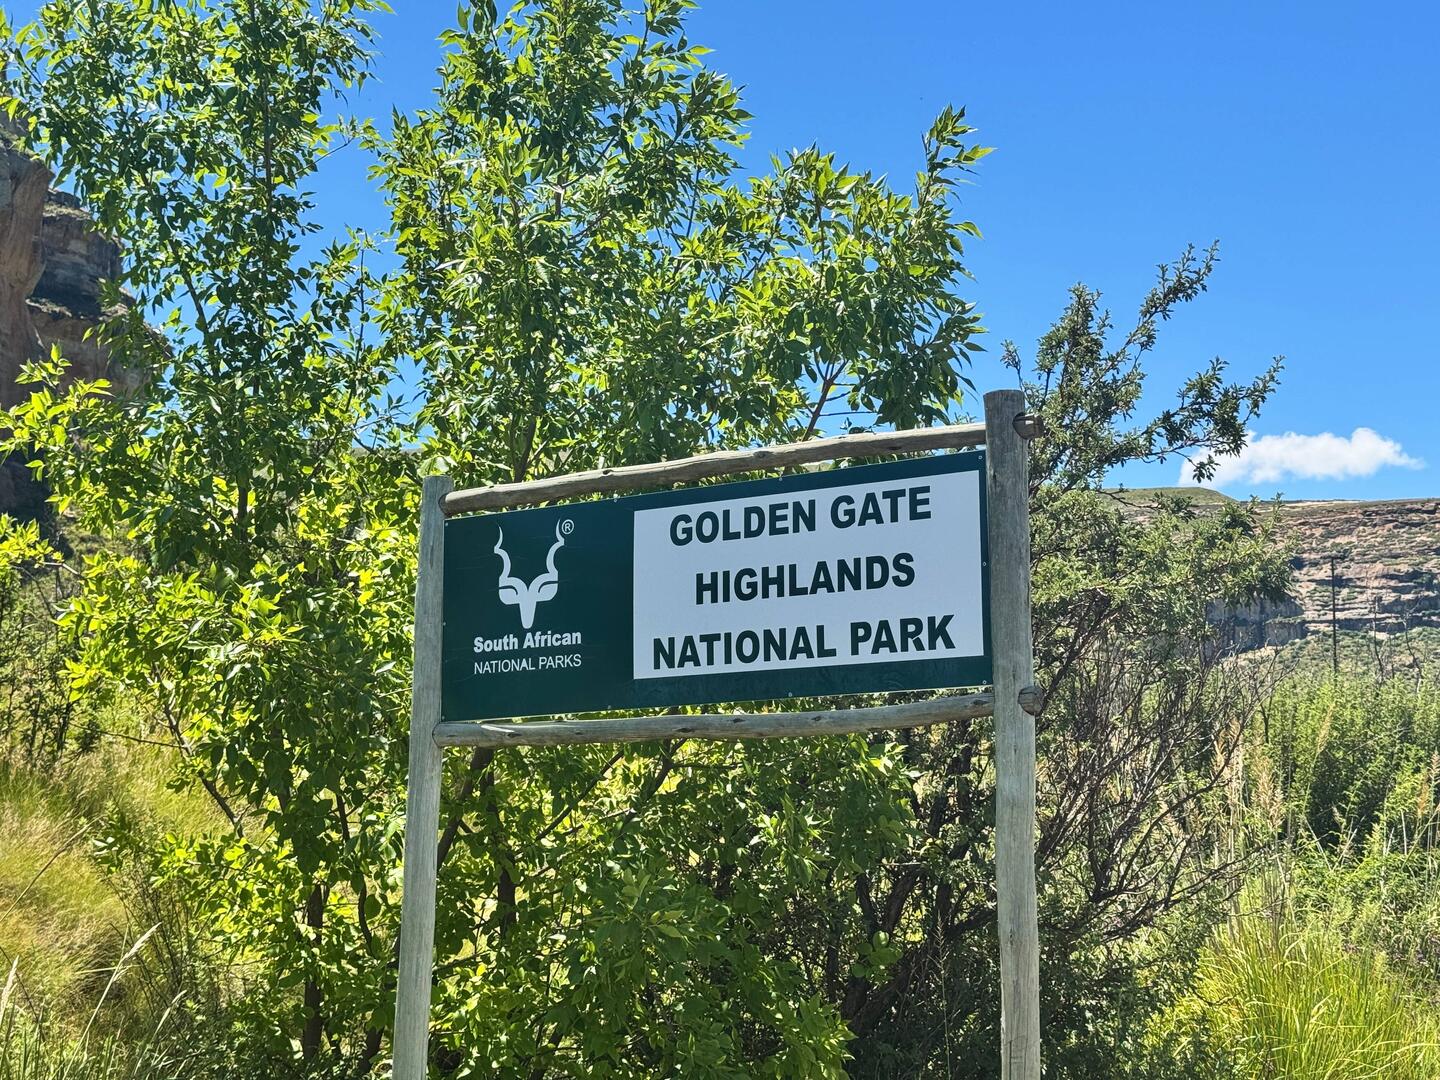 ®
South African
NATIONAL PARKS
GOLDEN GATE
HIGHLANDS
NATIONAL PARK